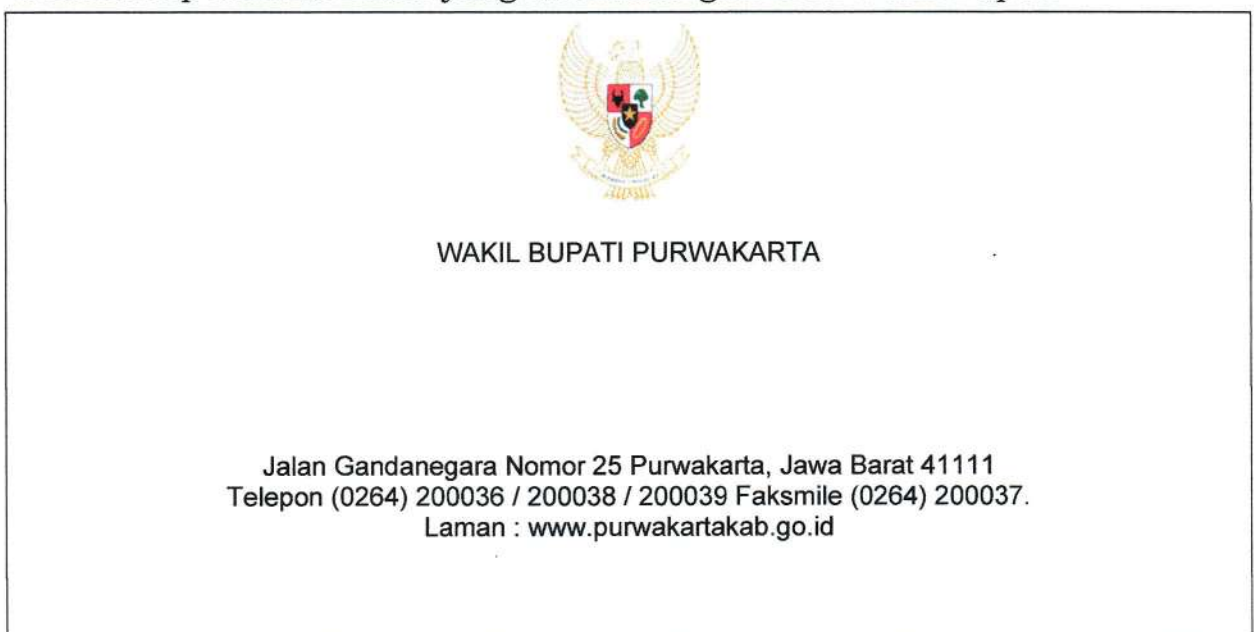 WAKIL BUPATI PURWAKARTA
Jalan Gandanegara Nomor 25 Purwakarta, Jawa Barat 41111
Telepon (0264) 200036 / 200038 / 200039 Faksmile (0264) 200037.
Laman : www.purwakartakab.go.id